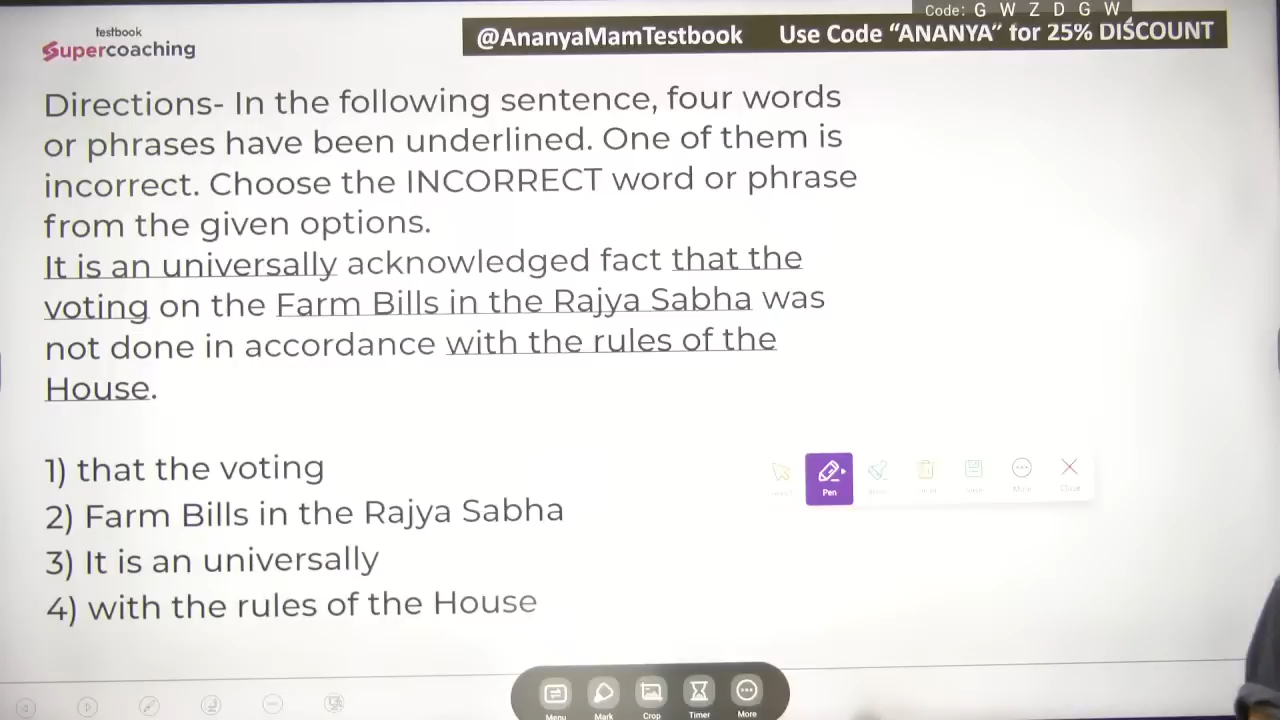 Code: G W Z D G W
testbook
Supercoaching
@AnanyaMamTestbook Use Code “ANANYA” for 25% DISCOUNT
Directions- In the following sentence, four words
or phrases have been underlined. One of them is
incorrect. Choose the INCORRECT word or phrase
from the given options.
It is an universally acknowledged fact that the
voting on the Farm Bills in the Rajya Sabha was
not done in accordance with the rules of the
House.
1) that the voting
2) Farm Bills in the Rajya Sabha
3) It is an universally
4) with the rules of the House
Pen
More
Close
Menu Mark Crop Timer More